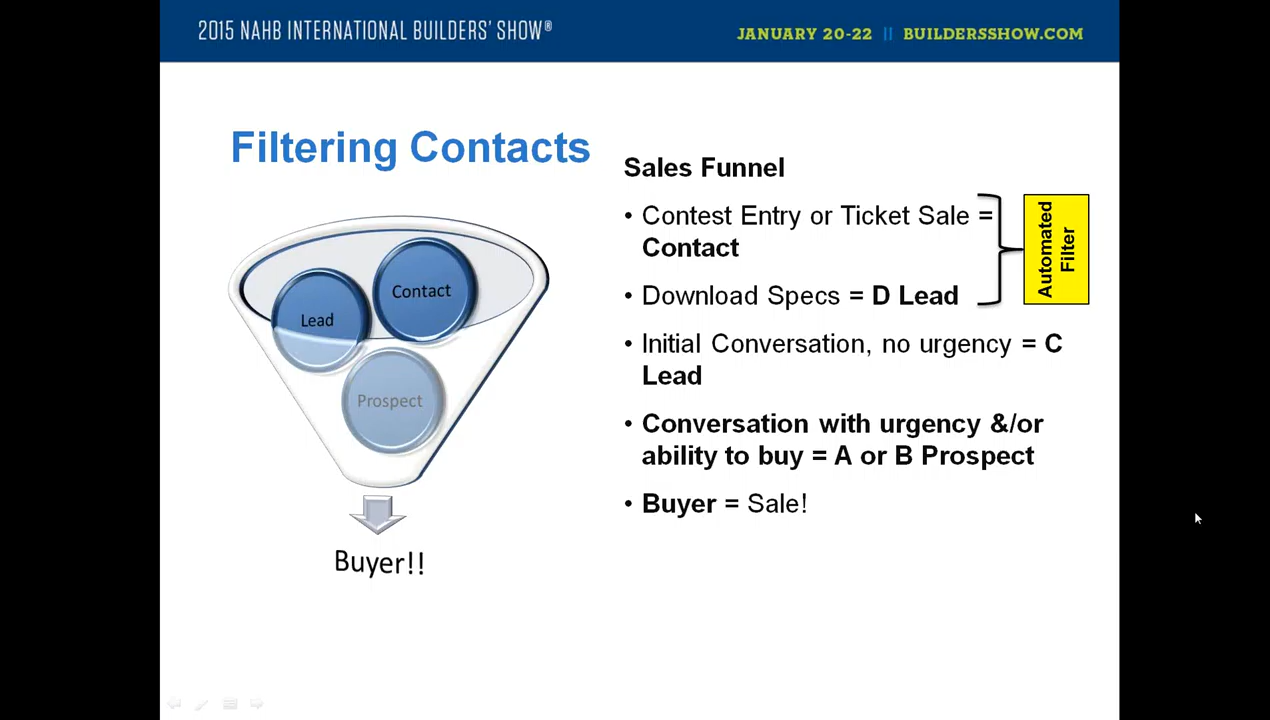 2015 NAHB INTERNATIONAL BUILDERS' SHOW®
JANUARY 20-22 || BUILDERSSHOW.COM
Filtering Contacts
Sales Funnel
• Contest Entry or Ticket Sale =
Contact
• Download Specs = D Lead
• Initial Conversation, no urgency = C
Lead
• Conversation with urgency &/or
ability to buy = A or B Prospect
• Buyer = Sale!
Automated
Filter
Contact
Lead
Prospect
Buyer!!